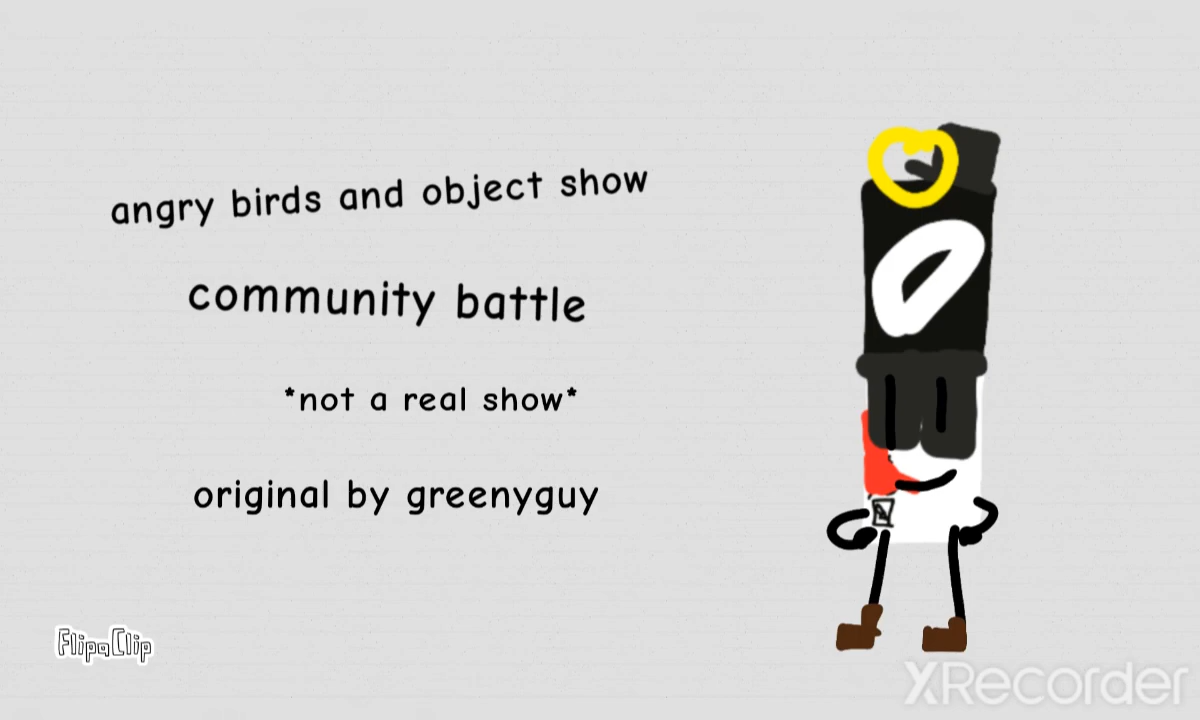 angry birds and object show
community battle
*not a real show*
original by greenyguy
FlipaClip
XRecorder